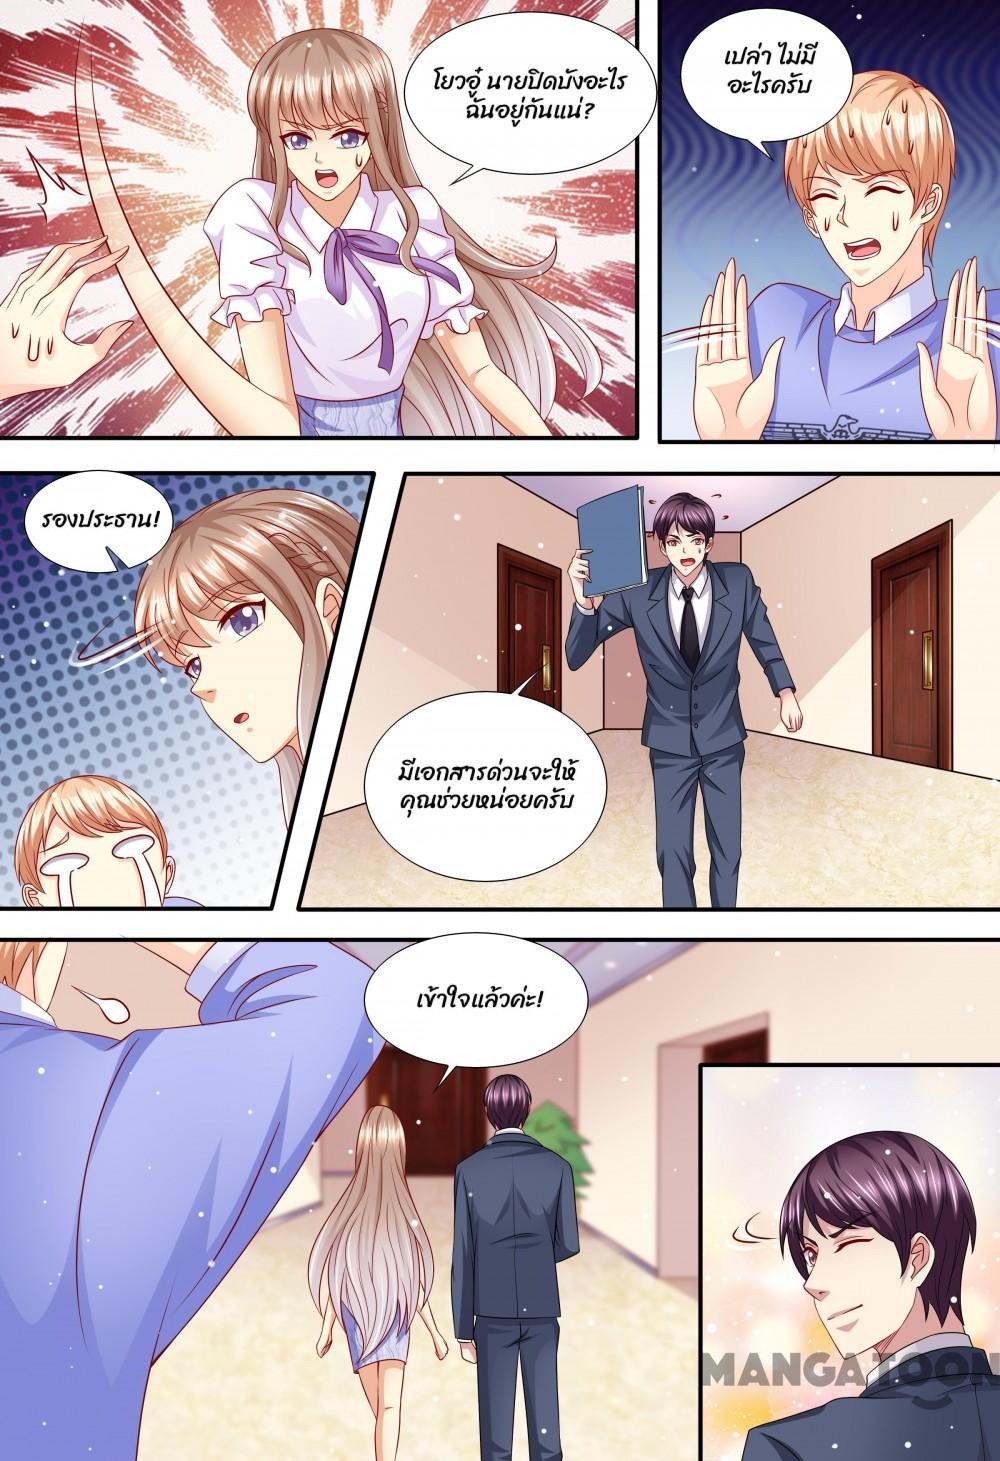 โยวอู๋ นายปิดบังอะไร
ฉันอยู่กันแน่?
เปล่า ไม่มี
อะไรครับ
รองประธาน!
มีเอกสารด่วนจะให้
คุณช่วยหน่อยครับ
เข้าใจแล้วค่ะ!
MANGATOON